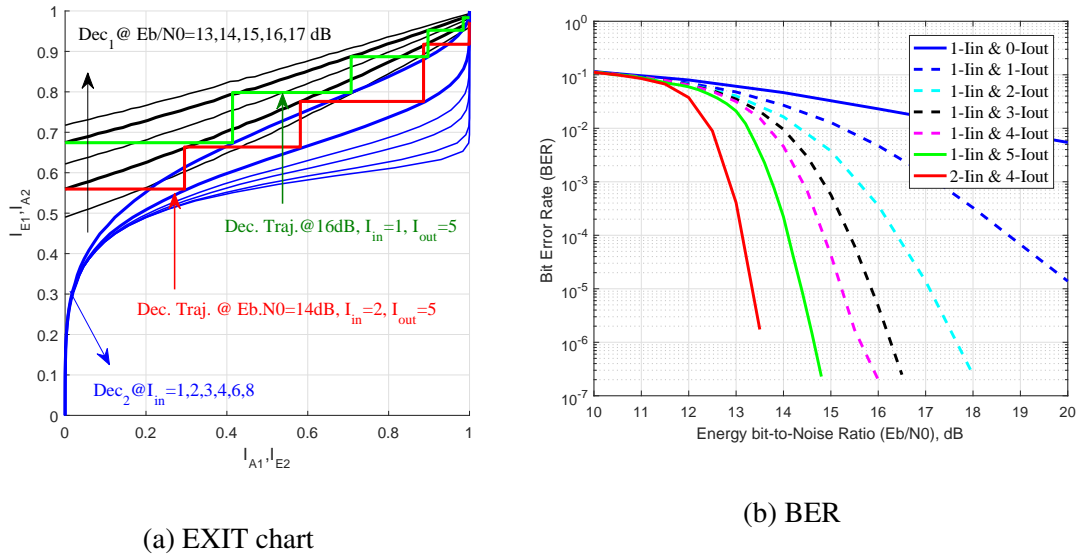 Dec1@ Eb/N0=13,14,15,16,17 dB
Dec. Traj.@16dB, Iin=1, Iout=5
Dec. Traj. @ Eb.N0=14dB, Iin=2, Iout=5
Dec2@Iin=1,2,3,4,6,8
1
0.9
0.8
0.7
0.6
0.5
0.4
0.3
0.2
0.1
0
0 0.2 0.4 0.6 0.8 1
IE1,IA2
IA1,IE2
(a) EXIT chart
10^0
10^-1
10^-2
10^-3
10^-4
10^-5
10^-6
10^-7
Bit Error Rate (BER)
1-Iin & 0-Iout
1-Iin & 1-Iout
1-Iin & 2-Iout
1-Iin & 3-Iout
1-Iin & 4-Iout
1-Iin & 5-Iout
2-Iin & 4-Iout
10 11 12 13 14 15 16 17 18 19 20
Energy bit-to-Noise Ratio (Eb/N0), dB
(b) BER